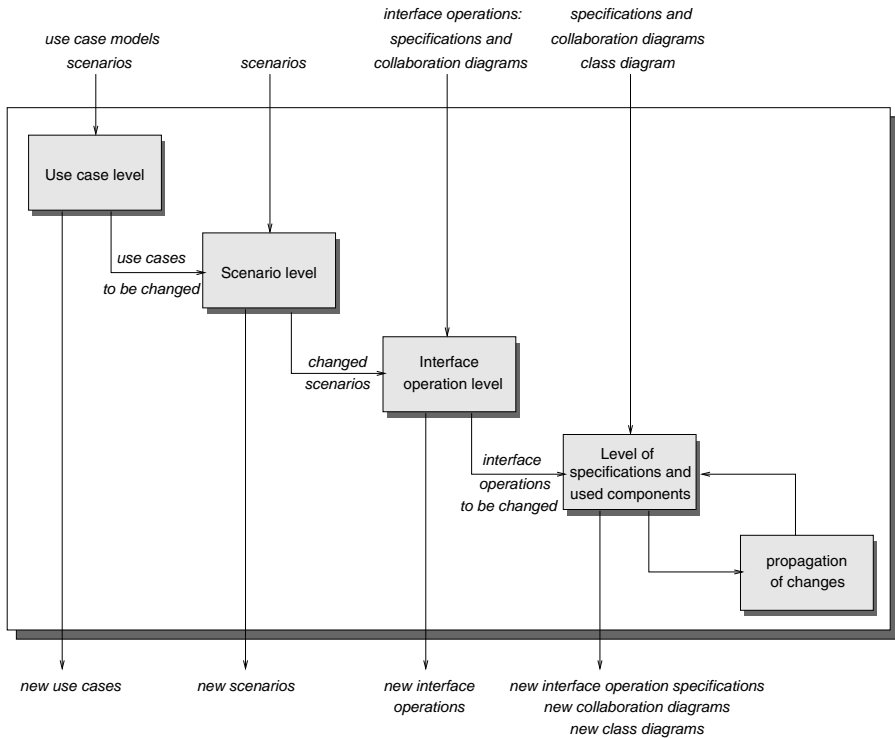 use case models
scenarios
scenarios
interface operations:
specifications and
collaboration diagrams
specifications and
collaboration diagrams
class diagram
Use case level
use cases
to be changed
Scenario level
changed
scenarios
Interface
operation level
interface
operations
to be changed
Level of
specifications and
used components
propagation
of changes
new use cases
new scenarios
new interface
operations
new interface operation specifications
new collaboration diagrams
new class diagrams